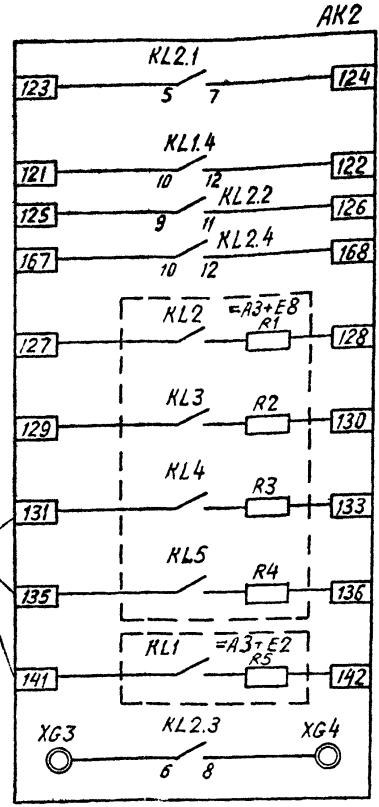 AK2
KL2.1
123 5 7 124
KL1.4
121 10 12 122
KL2.2
125 9 11 126
KL2.4
167 10 12 168
KL2 =A3+E8
R1
127 128
KL3 R2
129 130
KL4 R3
131 133
KL5 R4
135 136
KL1 =A3+E2
R5
141 142
XG3 KL2.3 XG4
6 8